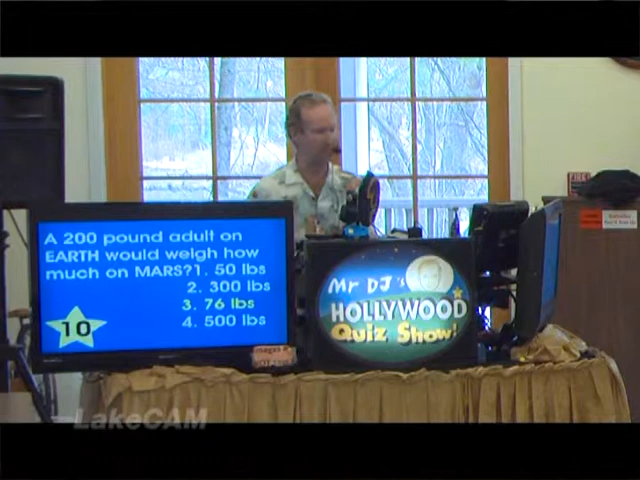 A 200 pound adult on
EARTH would weigh how
much on MARS?1. 50 lbs
2. 300 lbs
3. 76 lbs
4. 500 lbs
10
Mr DJ's
HOLLYWOOD
Quiz Show!
FIRE
LakeCAM